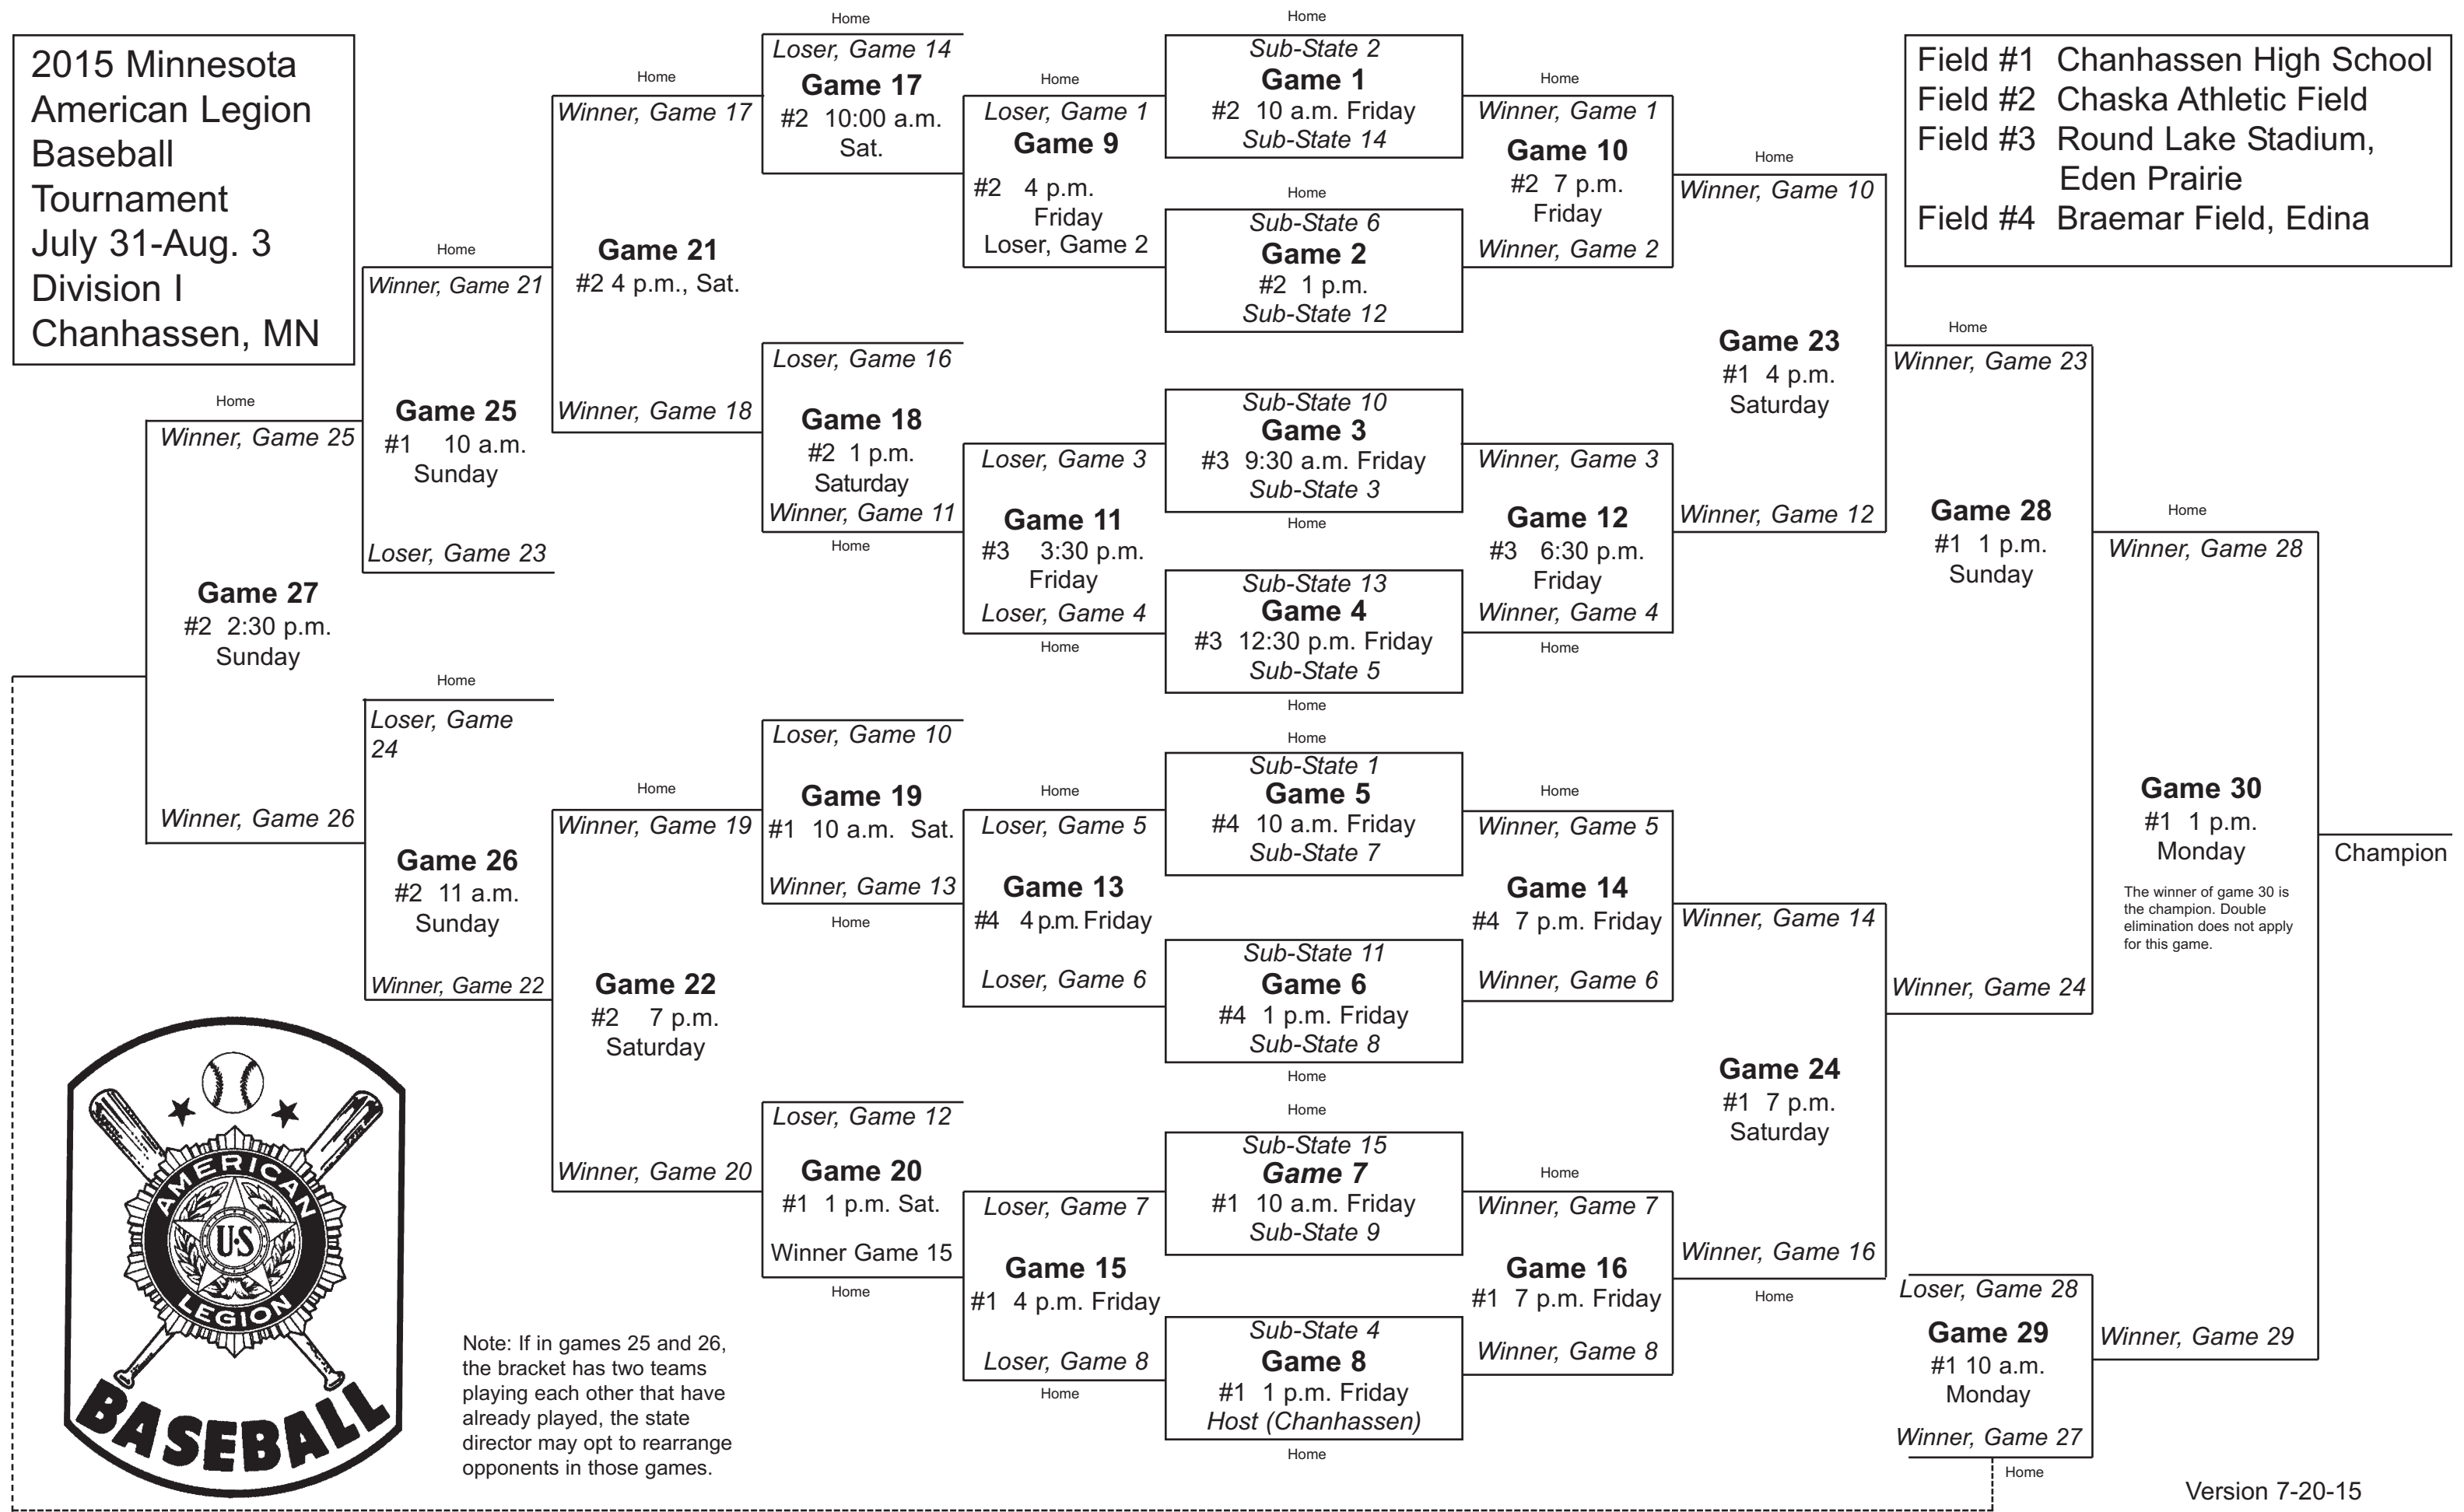 2015 Minnesota
American Legion
Baseball
Tournament
July 31-Aug. 3
Division I
Chanhassen, MN
Home
Winner, Game 25
Game 27
#2 2:30 p.m.
Sunday
Winner, Game 26
Home
Winner, Game 21
Game 25
#1 10 a.m.
Sunday
Loser, Game 23
Home
Loser, Game
24
Game 26
#2 11 a.m.
Sunday
Winner, Game 22
Home
Winner, Game 17
Game 21
#2 4 p.m., Sat.
Winner, Game 18
Home
Winner, Game 19
Game 22
#2 7 p.m.
Saturday
Winner, Game 20
Home
Loser, Game 14
Game 17
#2 10:00 a.m.
Sat.
Loser, Game 16
Game 18
#2 1 p.m.
Saturday
Winner, Game 11
Home
Loser, Game 10
Game 19
#1 10 a.m. Sat.
Winner, Game 13
Home
Loser, Game 12
Game 20
#1 1 p.m. Sat.
Winner Game 15
Home
Home
Loser, Game 1
Game 9
#2 4 p.m.
Friday
Loser, Game 2
Loser, Game 3
Game 11
#3 3:30 p.m.
Friday
Loser, Game 4
Home
Home
Loser, Game 5
Game 13
#4 4 p.m. Friday
Loser, Game 6
Loser, Game 7
Game 15
#1 4 p.m. Friday
Loser, Game 8
Home
Home
Sub-State 2
Game 1
#2 10 a.m. Friday
Sub-State 14
Home
Sub-State 6
Game 2
#2 1 p.m.
Sub-State 12
Sub-State 10
Game 3
#3 9:30 a.m. Friday
Sub-State 3
Home
Sub-State 13
Game 4
#3 12:30 p.m. Friday
Sub-State 5
Home
Home
Sub-State 1
Game 5
#4 10 a.m. Friday
Sub-State 7
Sub-State 11
Game 6
#4 1 p.m. Friday
Sub-State 8
Home
Home
Sub-State 15
Game 7
#1 10 a.m. Friday
Sub-State 9
Sub-State 4
Game 8
#1 1 p.m. Friday
Host (Chanhassen)
Home
Home
Winner, Game 1
Game 10
#2 7 p.m.
Friday
Winner, Game 2
Winner, Game 3
Game 12
#3 6:30 p.m.
Friday
Winner, Game 4
Home
Home
Winner, Game 5
Game 14
#4 7 p.m. Friday
Winner, Game 6
Home
Winner, Game 7
Game 16
#1 7 p.m. Friday
Winner, Game 8
Home
Winner, Game 10
Game 23
#1 4 p.m.
Saturday
Winner, Game 12
Winner, Game 14
Game 24
#1 7 p.m.
Saturday
Winner, Game 16
Home
Home
Winner, Game 23
Game 28
#1 1 p.m.
Sunday
Winner, Game 24
Loser, Game 28
Game 29
#1 10 a.m.
Monday
Winner, Game 27
Home
Home
Winner, Game 28
Game 30
#1 1 p.m.
Monday
The winner of game 30 is
the champion. Double
elimination does not apply
for this game.
Winner, Game 29
Champion
Field #1 Chanhassen High School
Field #2 Chaska Athletic Field
Field #3 Round Lake Stadium,
Eden Prairie
Field #4 Braemar Field, Edina
AMERICAN
U·S
LEGION
BASEBALL
Note: If in games 25 and 26,
the bracket has two teams
playing each other that have
already played, the state
director may opt to rearrange
opponents in those games.
Version 7-20-15